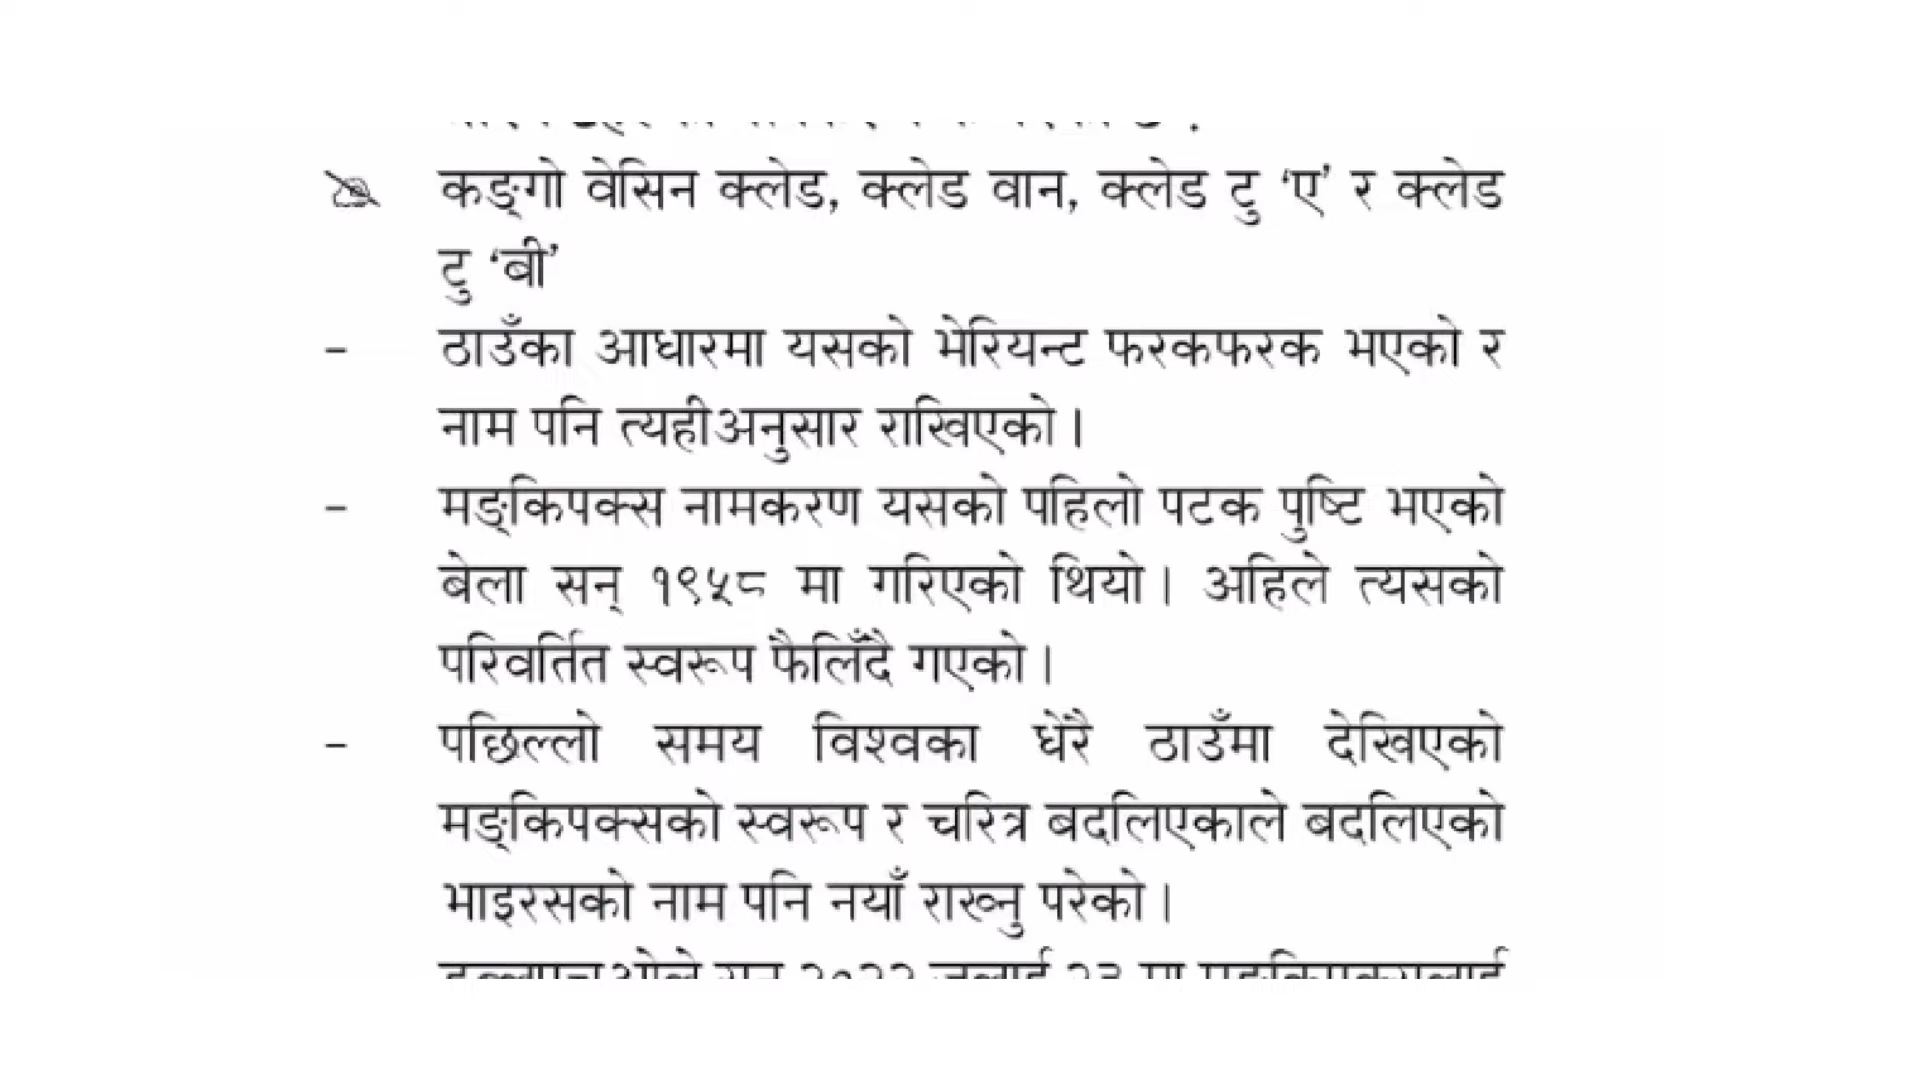 कङ्गो वेसिन क्लेड, क्लेड वान, क्लेड टु ‘ए’ र क्लेड
टु ‘बी’
- ठाउँका आधारमा यसको भेरियन्ट फरकफरक भएको र
नाम पनि त्यहीअनुसार राखिएको ।
- मङ्किपक्स नामकरण यसको पहिलो पटक पुष्टि भएको
बेला सन् १९५८ मा गरिएको थियो । अहिले त्यसको
परिवर्तित स्वरूप फैलिँदै गएको ।
- पछिल्लो समय विश्वका धेरै ठाउँमा देखिएको
मङ्किपक्सको स्वरूप र चरित्र बदलिएकाले बदलिएको
भाइरसको नाम पनि नयाँ राख्नु परेको ।